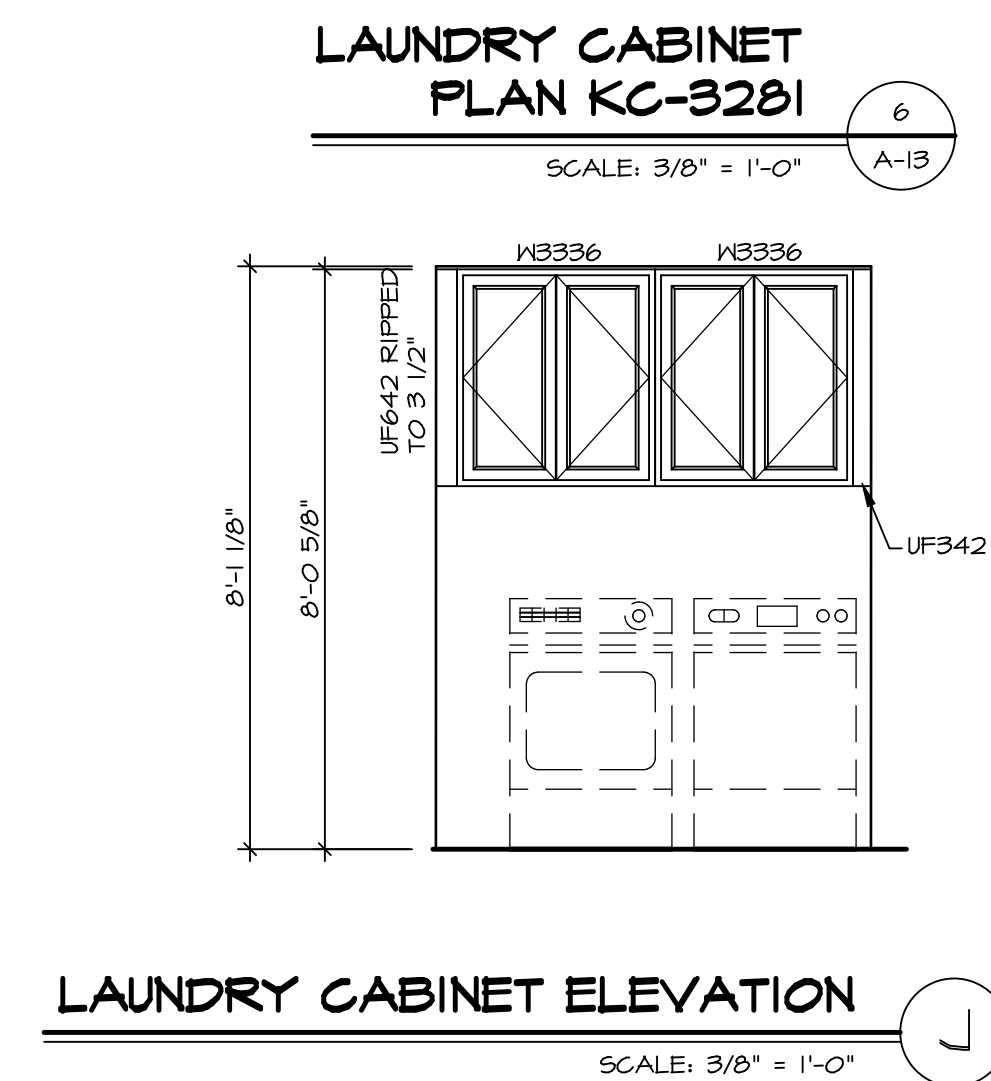 LAUNDRY CABINET
PLAN KC-3281
6
A-13
SCALE: 3/8" = 1'-0"
W3336
W3336
UF642 RIPPED
TO 3 1/2"
8'-1 1/8"
8'-0 5/8"
UF342
LAUNDRY CABINET ELEVATION
SCALE: 3/8" = 1'-0"